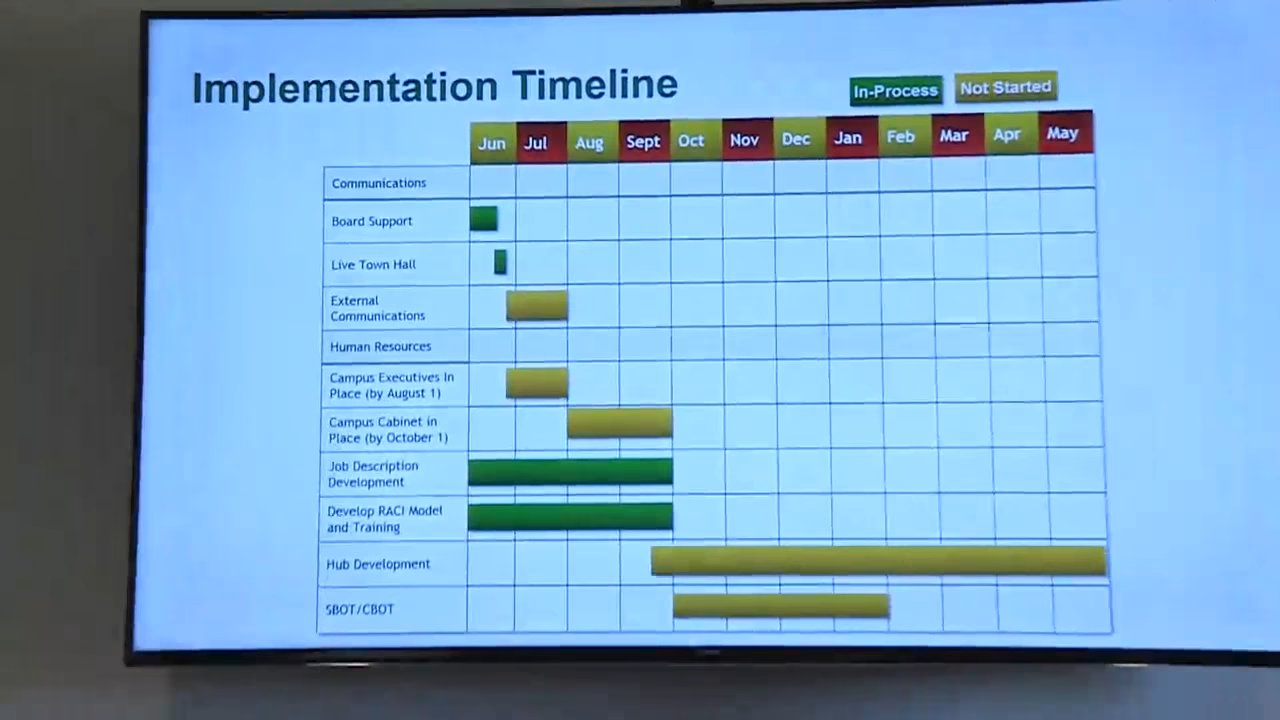 Implementation Timeline
In-Process
Not Started
Jun Jul Aug Sept Oct Nov Dec Jan Feb Mar Apr May
Communications
Board Support
Live Town Hall
External
Communications
Human Resources
Campus Executives In
Place (by August 1)
Campus Cabinet in
Place (by October 1)
Job Description
Development
Develop RACI Model
and Training
Hub Development
SBOT/CBOT